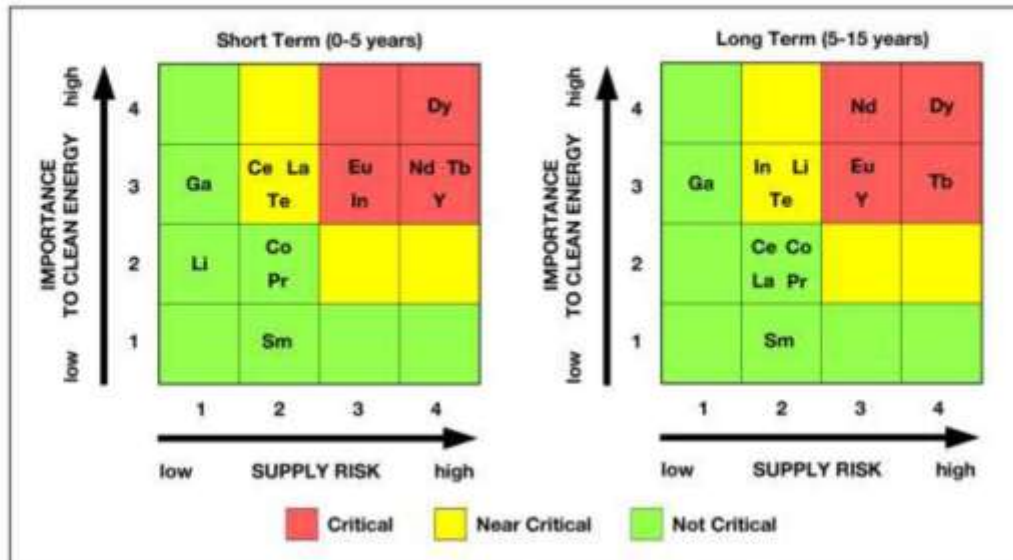 Short Term (0-5 years)
high
IMPORTANCE
TO CLEAN ENERGY
low
4
Dy
3
Ga
Ce La
Te
Eu
In
Nd Tb
Y
2
Li
Co
Pr
1
Sm
1 2 3 4
low SUPPLY RISK high
Long Term (5-15 years)
high
IMPORTANCE
TO CLEAN ENERGY
low
4
Nd
Dy
3
Ga
In Li
Te
Eu
Y
Tb
2
Ce Co
La Pr
1
Sm
1 2 3 4
low SUPPLY RISK high
Critical Near Critical Not Critical